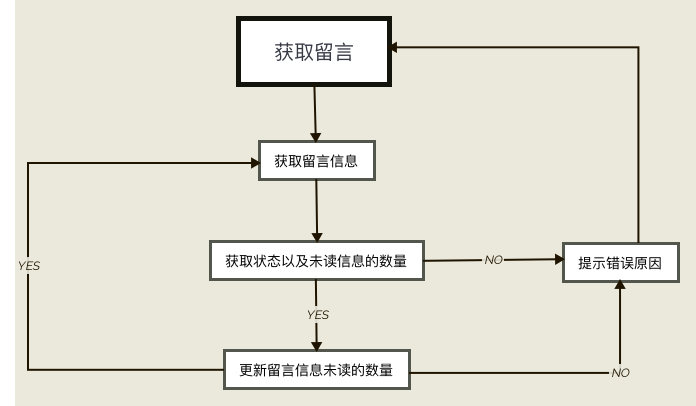 获取留言
获取留言信息
获取状态以及未读信息的数量
NO
提示错误原因
YES
YES
更新留言信息未读的数量
NO